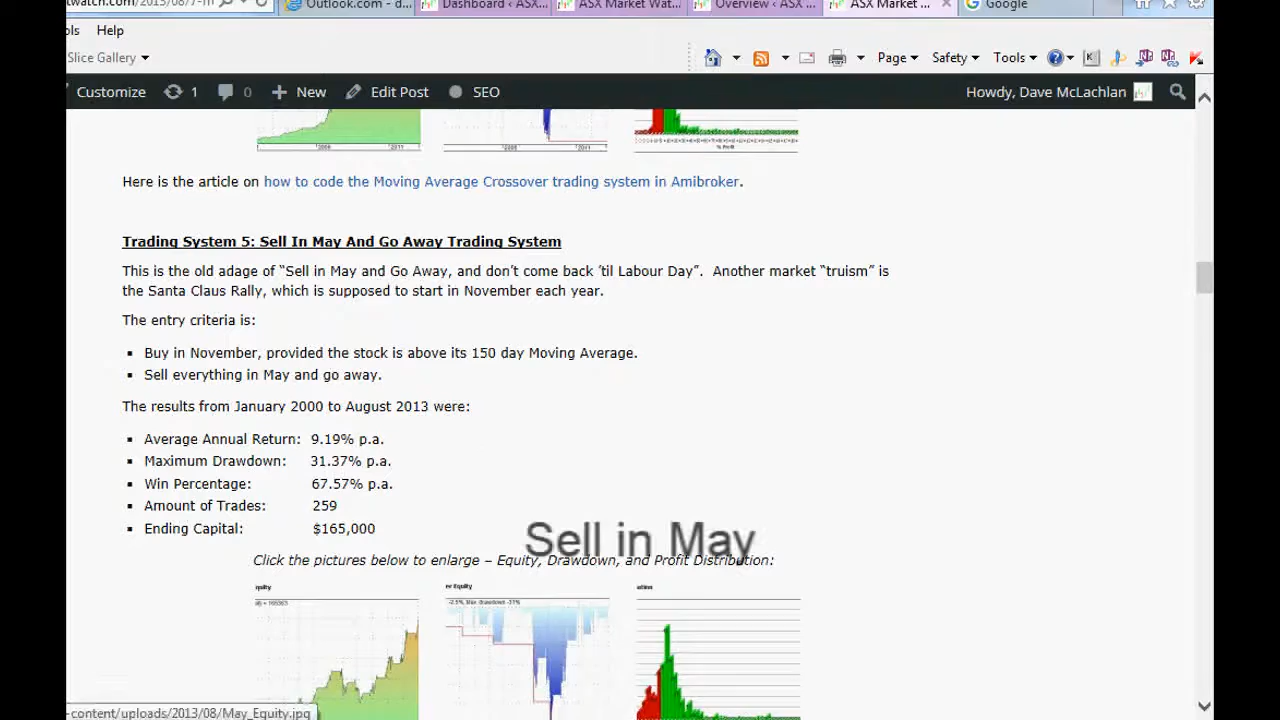 twatch.com/2013/08/7-m
Outlook.com - d...
Dashboard ‹ ASX...
ASX Market Wat...
Overview ‹ ASX ...
ASX Market ...
Google
ols Help
Slice Gallery
Page Safety Tools
Customize 1 0 New Edit Post SEO Howdy, Dave McLachlan
% Profit
Here is the article on how to code the Moving Average Crossover trading system in Amibroker.
Trading System 5: Sell In May And Go Away Trading System
This is the old adage of “Sell in May and Go Away, and don’t come back ’til Labour Day”. Another market “truism” is
the Santa Claus Rally, which is supposed to start in November each year.
The entry criteria is:
Buy in November, provided the stock is above its 150 day Moving Average.
Sell everything in May and go away.
The results from January 2000 to August 2013 were:
Average Annual Return: 9.19% p.a.
Maximum Drawdown: 31.37% p.a.
Win Percentage: 67.57% p.a.
Amount of Trades: 259
Ending Capital: $165,000
Sell in May
Click the pictures below to enlarge – Equity, Drawdown, and Profit Distribution:
-content/uploads/2013/08/May_Equity.jpg